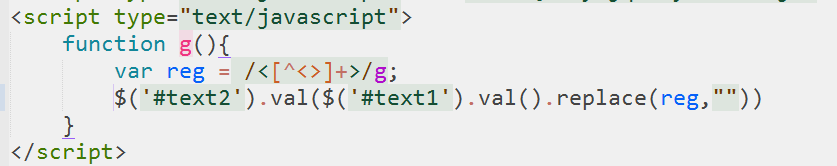 <script type="text/javascript">
function g(){
var reg = /<[^<>]+>/g;
$('#text2').val($('#text1').val().replace(reg,""))
}
</script>